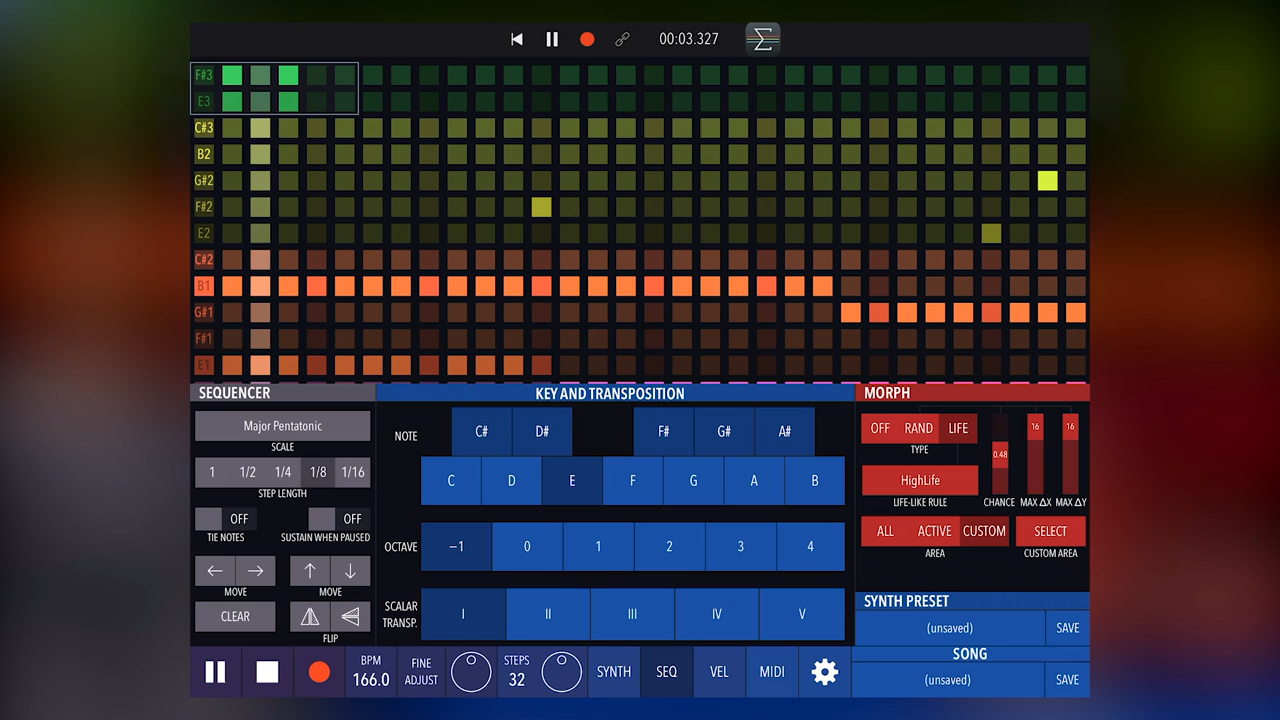 00:03.327
F#3
E3
C#3
B2
G#2
F#2
E2
C#2
B1
G#1
F#1
E1
SEQUENCER
Major Pentatonic
SCALE
1 1/2 1/4 1/8 1/16
STEP LENGTH
OFF OFF
TIE NOTES SUSTAIN WHEN PAUSED
← → ↑ ↓
MOVE MOVE
CLEAR
FLIP
KEY AND TRANSPOSITION
NOTE
C# D# F# G# A#
C D E F G A B
OCTAVE −1 0 1 2 3 4
SCALAR
TRANSP.
I II III IV V
MORPH
OFF RAND LIFE
TYPE
HighLife
LIFE-LIKE RULE
0.48 16 16
CHANCE MAX ΔX MAX ΔY
ALL ACTIVE CUSTOM
AREA
SELECT
CUSTOM AREA
SYNTH PRESET
(unsaved) SAVE
SONG
(unsaved) SAVE
BPM
166.0
FINE
ADJUST
STEPS
32
SYNTH SEQ VEL MIDI